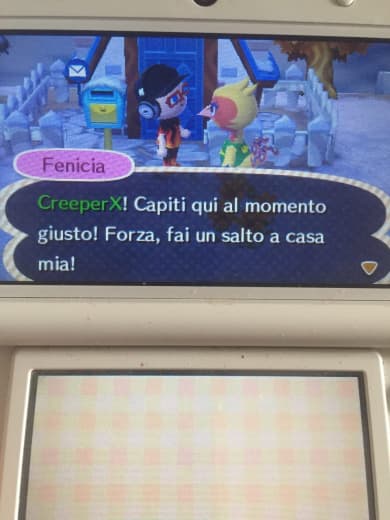 Fenicia
CreeperX! Capiti qui al momento
giusto! Forza, fai un salto a casa
mia!